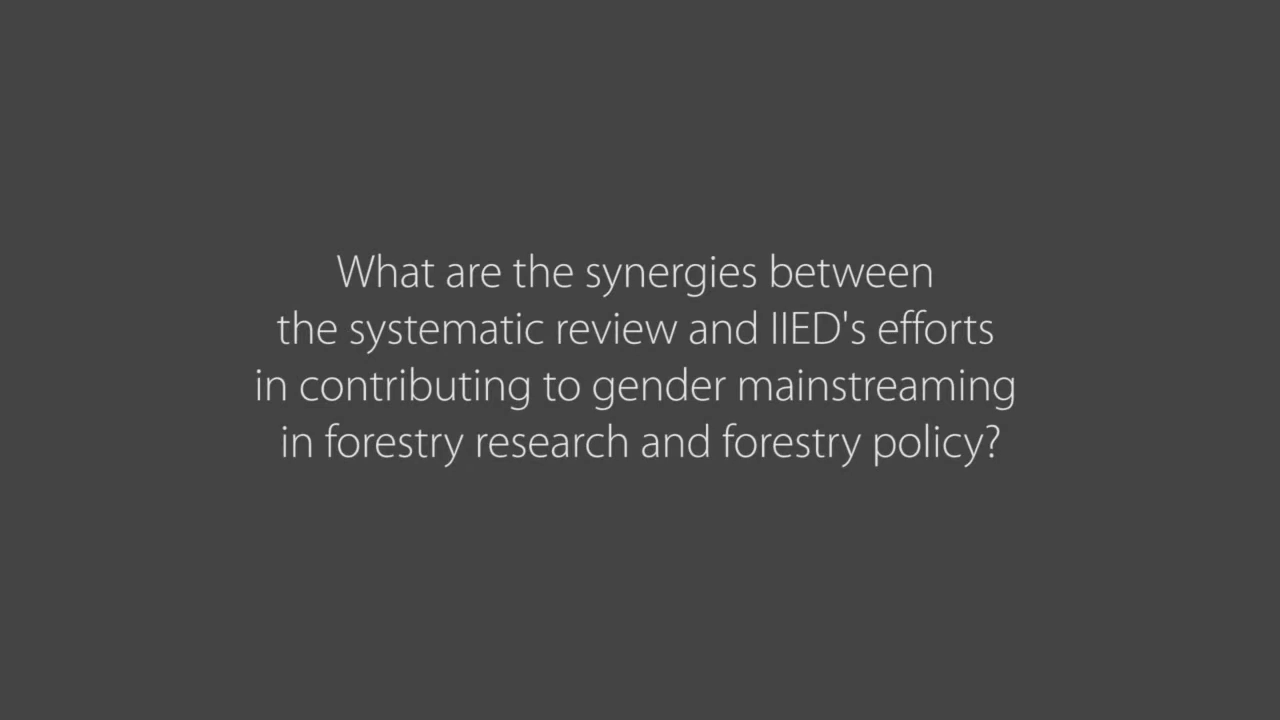 What are the synergies between
the systematic review and IIED's efforts
in contributing to gender mainstreaming
in forestry research and forestry policy?